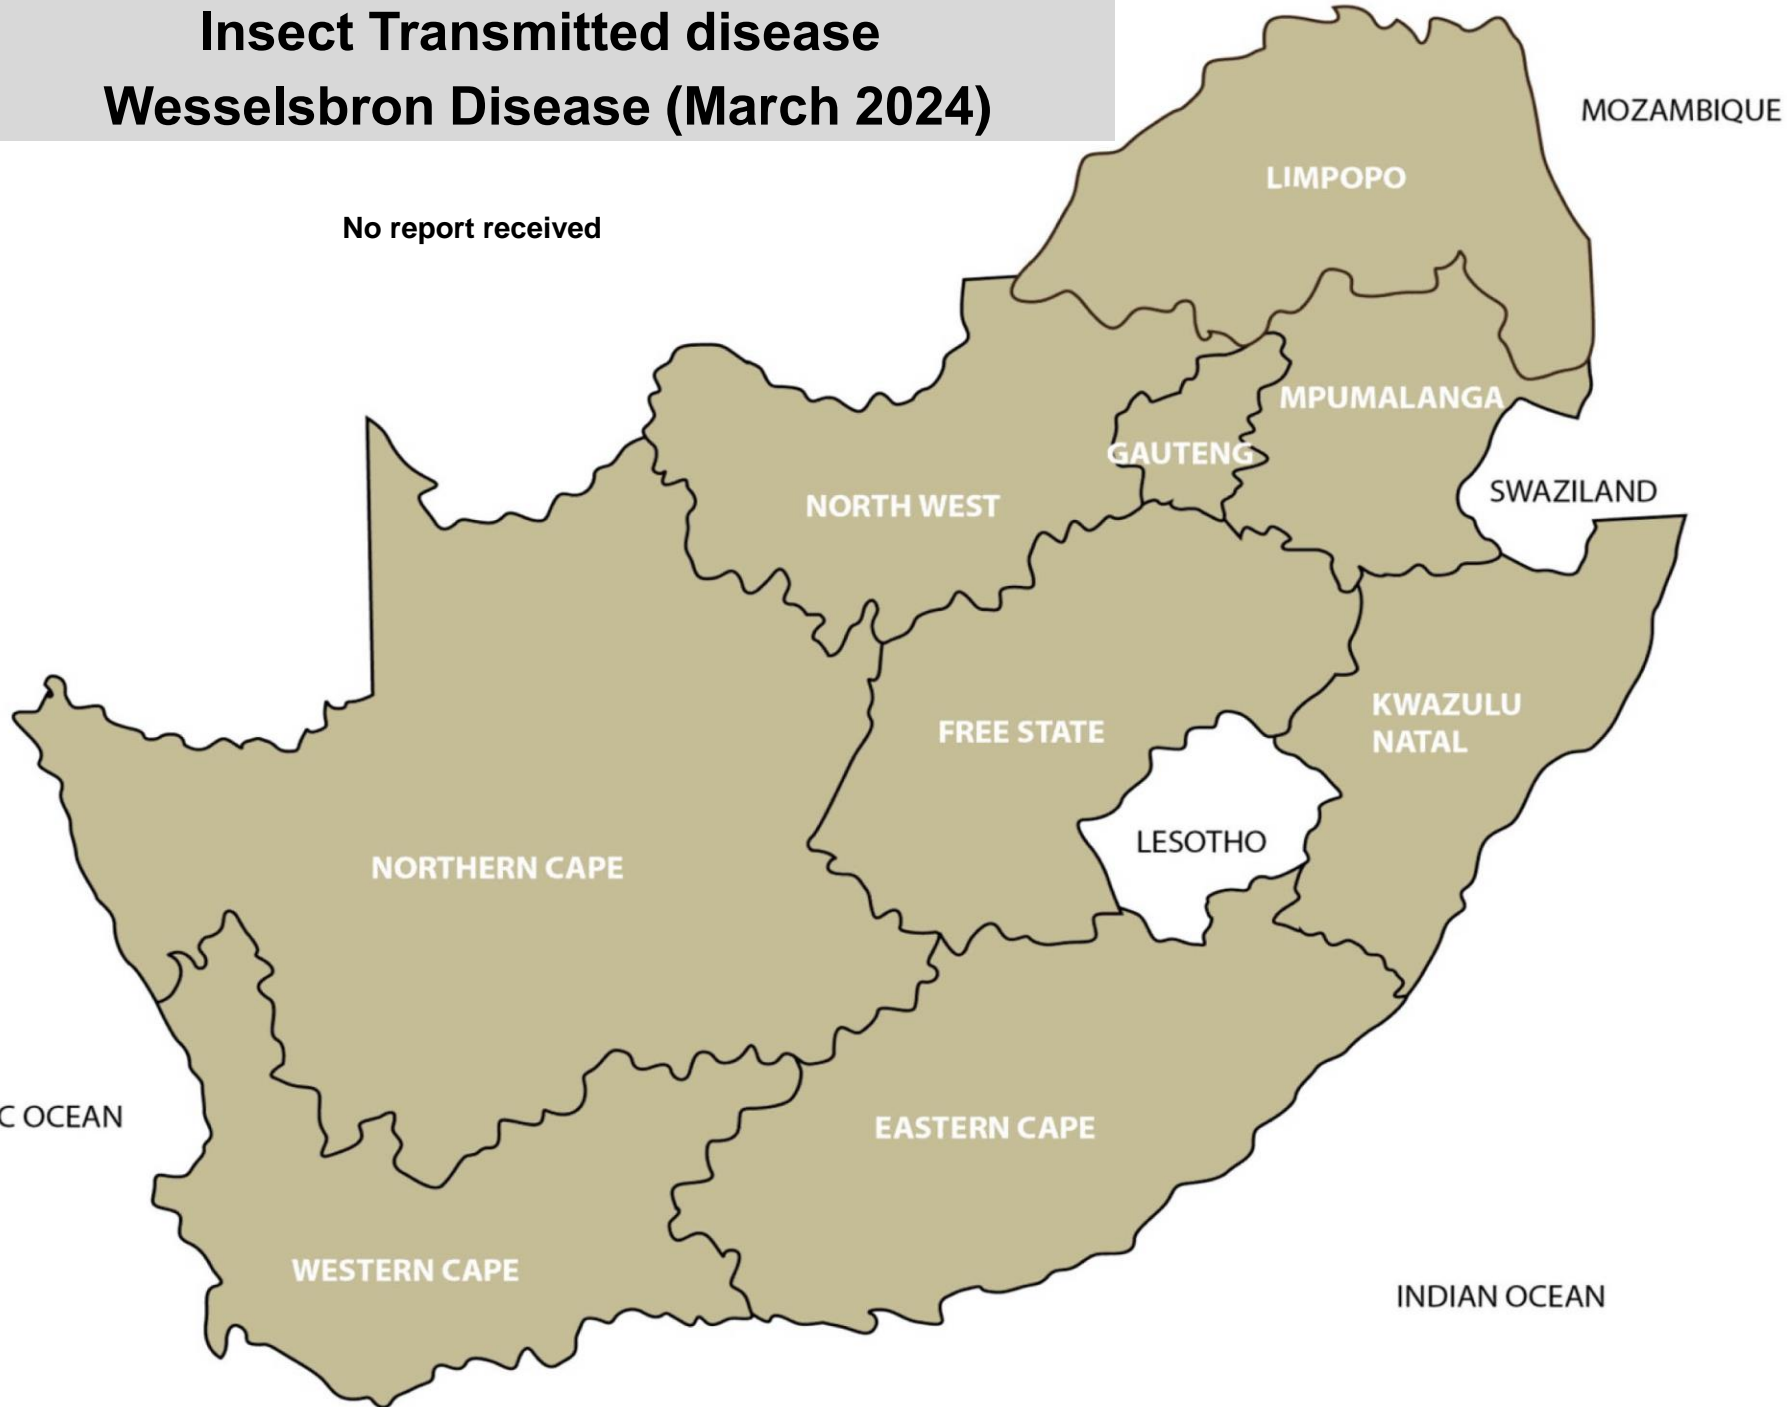 Insect Transmitted disease
Wesselsbron Disease (March 2024)
MOZAMBIQUE
LIMPOPO
No report received
MPUMALANGA
GAUTENG
SWAZILAND
NORTH WEST
KWAZULU
NATAL
FREE STATE
LESOTHO
NORTHERN CAPE
C OCEAN
EASTERN CAPE
WESTERN CAPE
INDIAN OCEAN